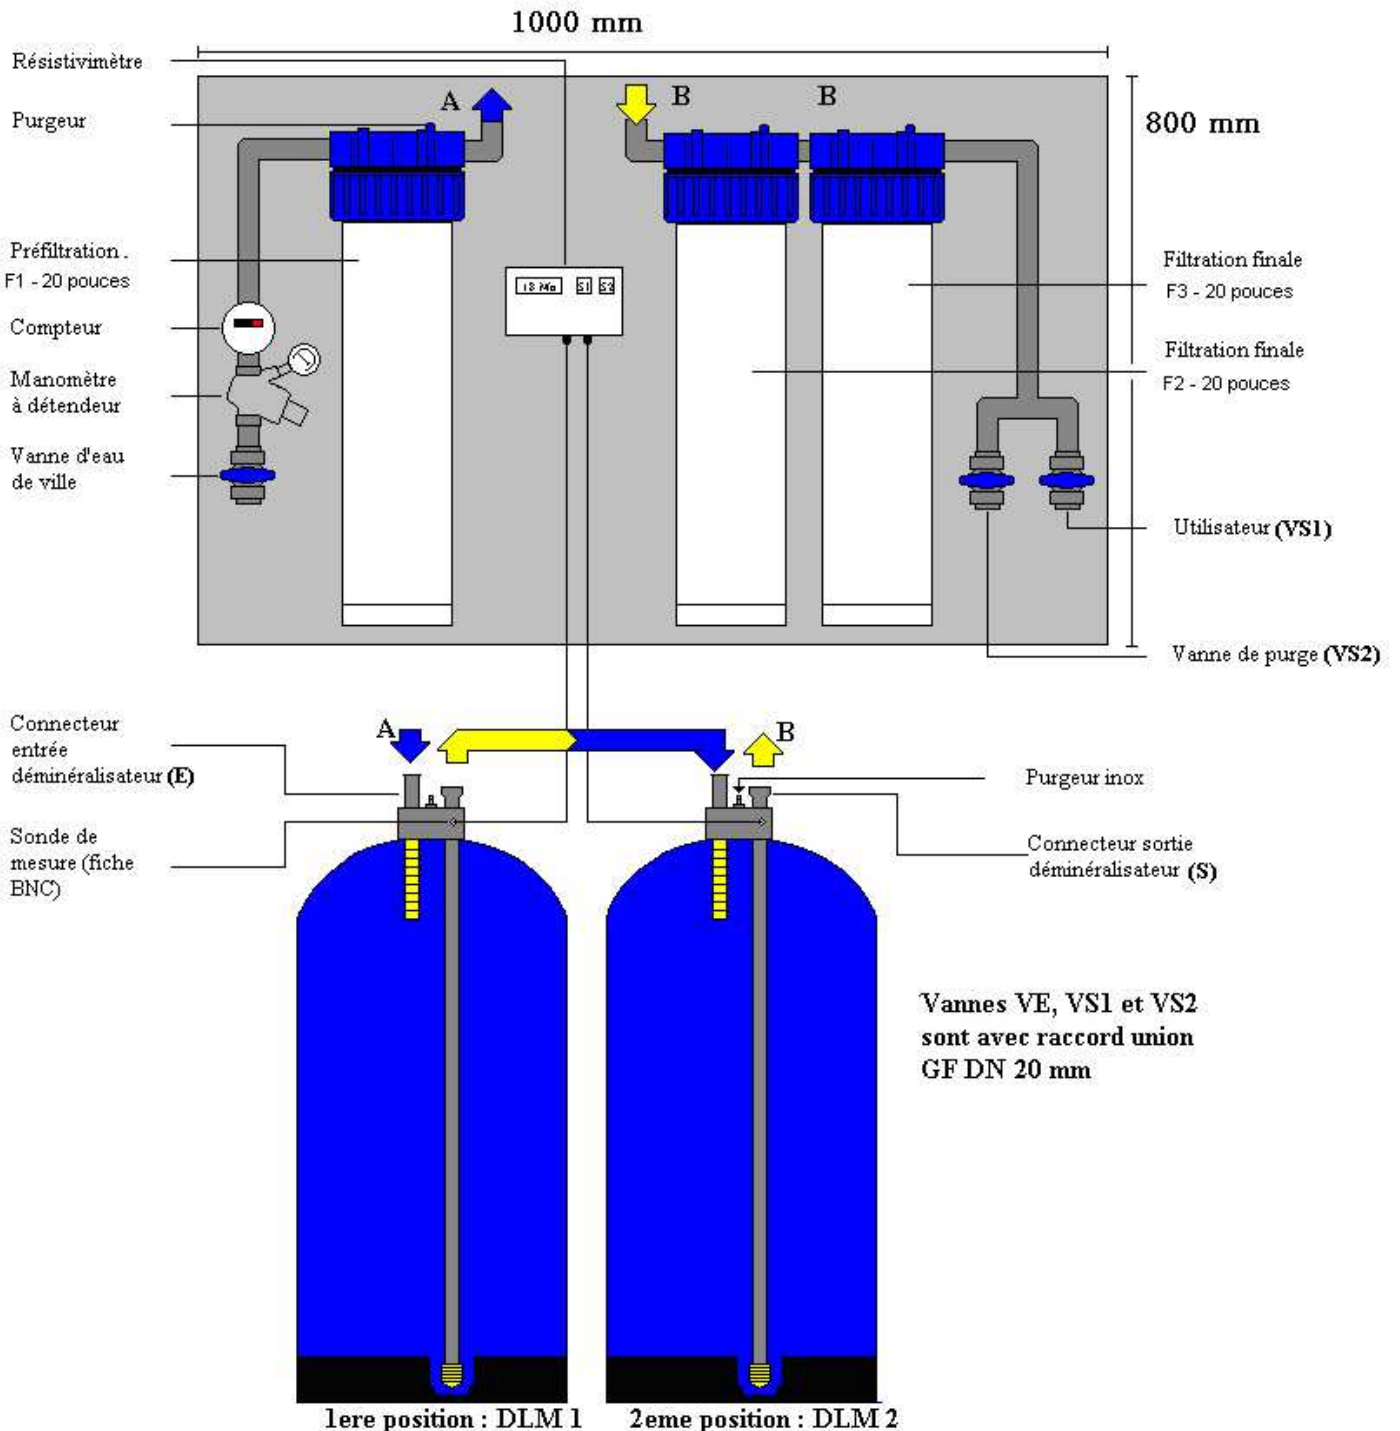 1000 mm
Résistivimètre
Purgeur
A
B
B
800 mm
Préfiltration .
F1 - 20 pouces
Compteur
Manomètre
à détendeur
Vanne d'eau
de ville
S1
S2
Filtration finale
F3 - 20 pouces
Filtration finale
F2 - 20 pouces
Utilisateur (VS1)
Vanne de purge (VS2)
Connecteur
entrée
déminéralisateur (E)
A
B
Purgeur inox
Sonde de
mesure (fiche
BNC)
Connecteur sortie
déminéralisateur (S)
Vannes VE, VS1 et VS2
sont avec raccord union
GF DN 20 mm
1ere position : DLM 1
2eme position : DLM 2